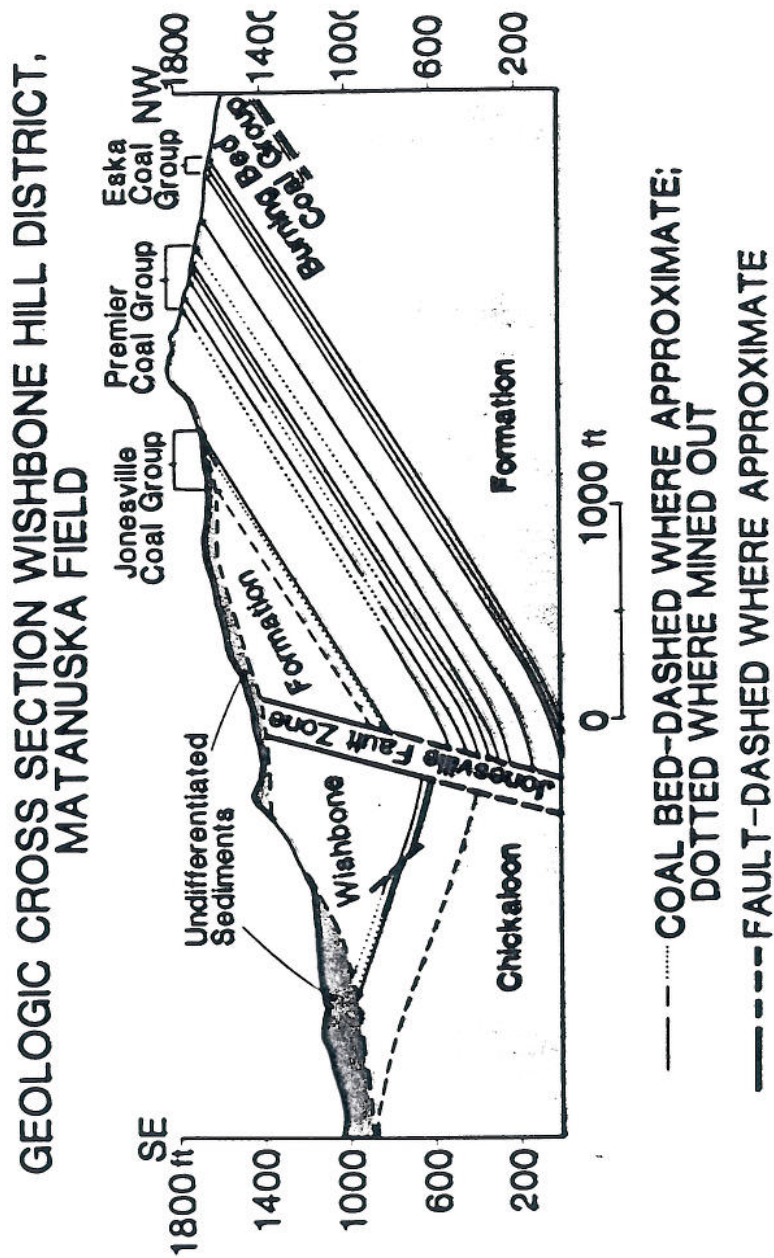 GEOLOGIC CROSS SECTION WISHBONE HILL DISTRICT,
MATANUSKA FIELD
SE
NW
1800 ft
1400
1000
600
200
Undifferentiated
Sediments
Jonesville
Coal Group
Premier
Coal Group
Eska
Coal
Group
1800
1400
1000
600
200
Burning Bed
Coal Group
Wishbone
Formation
Jonesville Fault Zone
Chickaloon
Formation
0
1000 ft
COAL BED-DASHED WHERE APPROXIMATE;
DOTTED WHERE MINED OUT
FAULT-DASHED WHERE APPROXIMATE